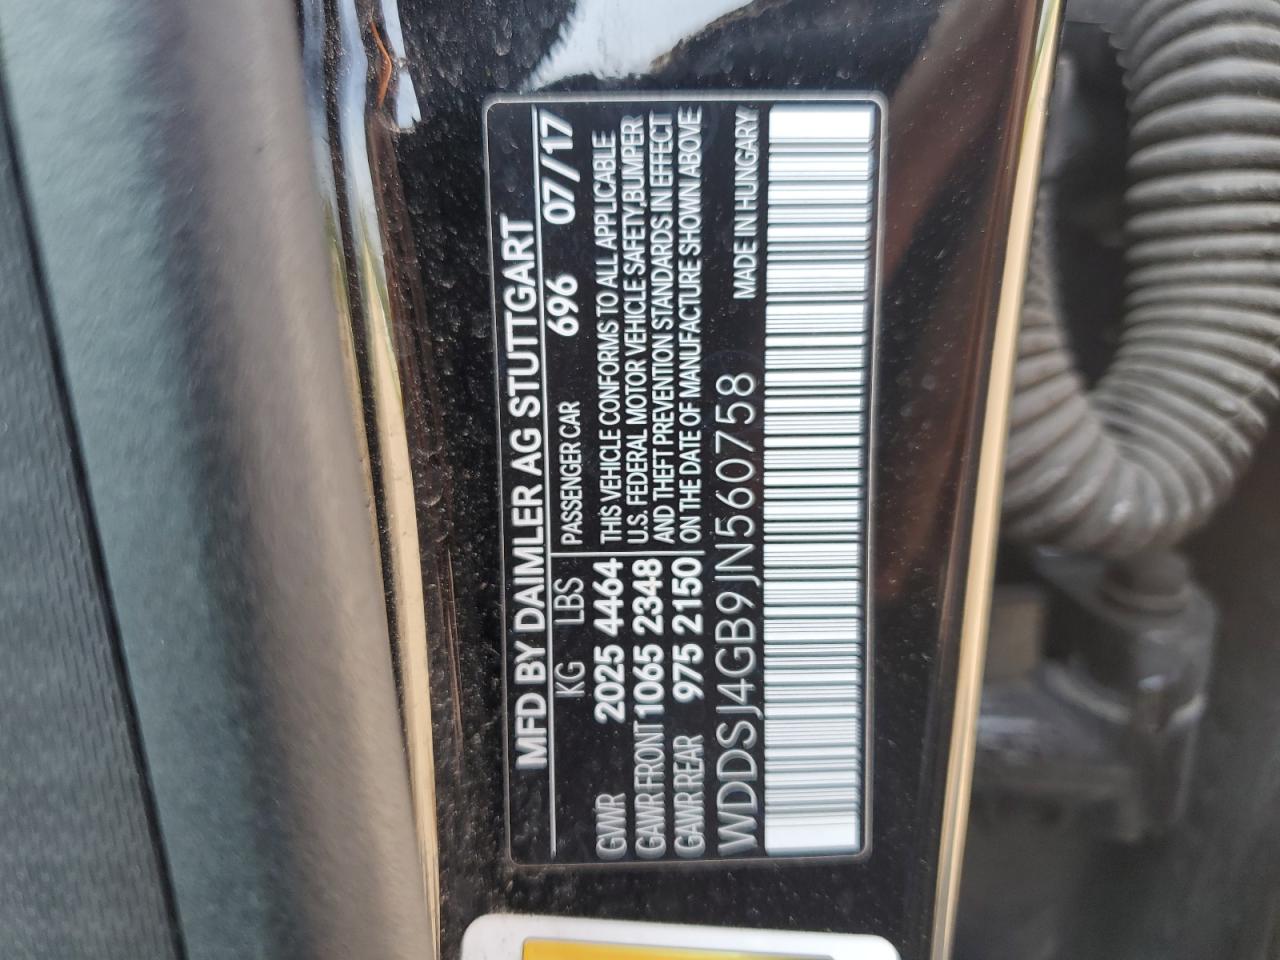 MFD BY DAIMLER AG STUTTGART
KG LBS PASSENGER CAR 696 07/17
GVWR 2025 4464 THIS VEHICLE CONFORMS TO ALL APPLICABLE
GAWR FRONT 1065 2348 U.S. FEDERAL MOTOR VEHICLE SAFETY,BUMPER
AND THEFT PREVENTION STANDARDS IN EFFECT
GAWR REAR 975 2150 ON THE DATE OF MANUFACTURE SHOWN ABOVE
WDDSJ4GB9JN560758 MADE IN HUNGARY